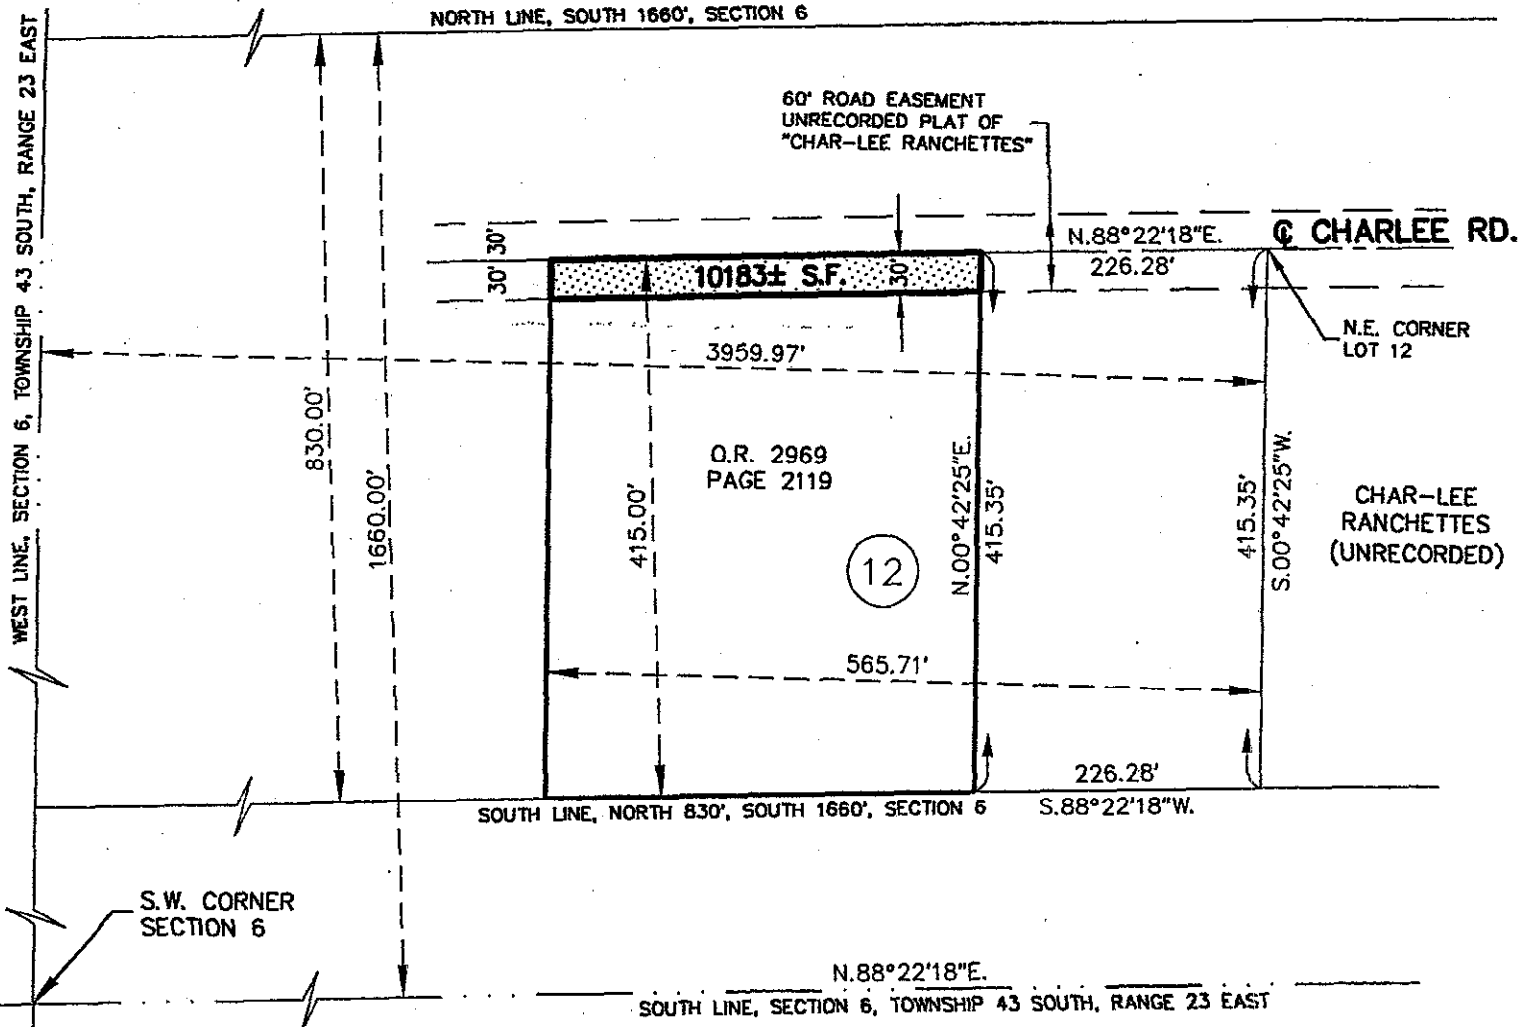 NORTH LINE, SOUTH 1660', SECTION 6
WEST LINE, SECTION 6, TOWNSHIP 43 SOUTH, RANGE 23 EAST
60' ROAD EASEMENT
UNRECORDED PLAT OF
"CHAR-LEE RANCHETTES"
30'
30'
10183± S.F.
30'
N.88°22'18"E.
226.28'
℄ CHARLEE RD.
N.E. CORNER
LOT 12
3959.97'
830.00'
1660.00'
415.00'
O.R. 2969
PAGE 2119
12
N.00°42'25"E.
415.35'
415.35'
S.00°42'25"W.
CHAR-LEE
RANCHETTES
(UNRECORDED)
565.71'
226.28'
S.88°22'18"W.
SOUTH LINE, NORTH 830', SOUTH 1660', SECTION 6
S.W. CORNER
SECTION 6
N.88°22'18"E.
SOUTH LINE, SECTION 6, TOWNSHIP 43 SOUTH, RANGE 23 EAST